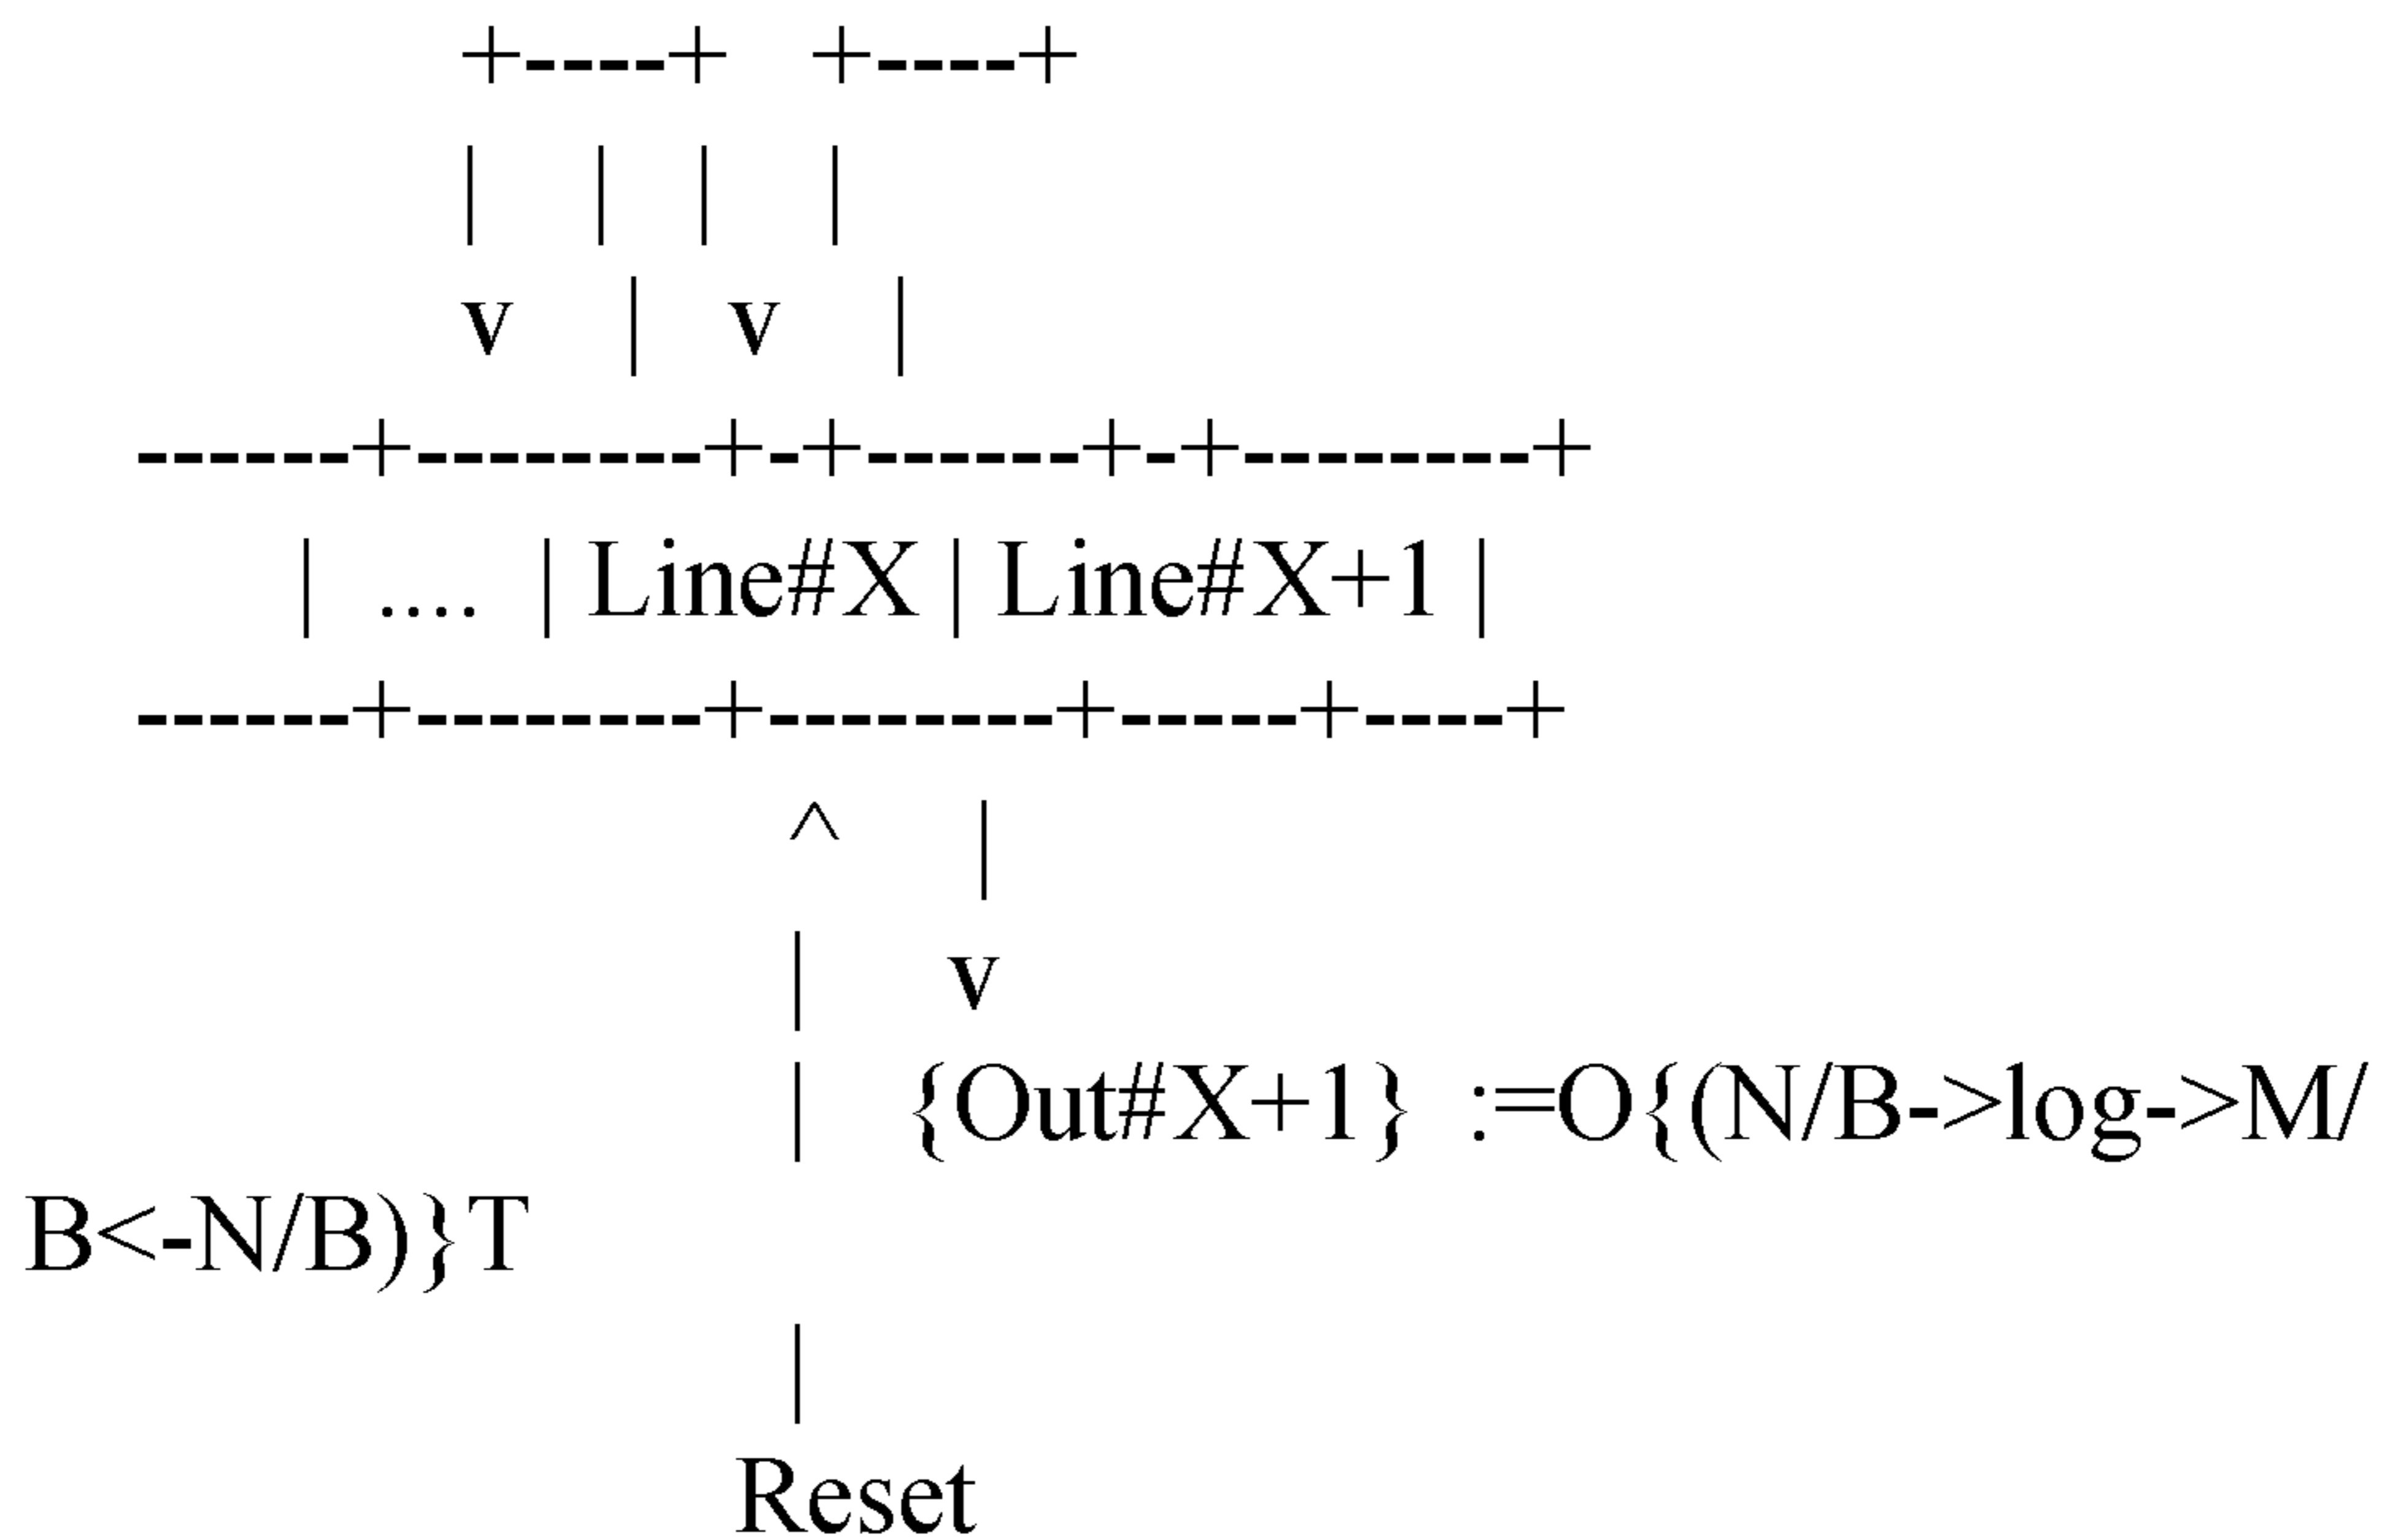 +----+ +----+
| | | |
v | v |
------+--------+-+------+-+--------+
| .... | Line#X | Line#X+1 |
------+--------+--------+-----+----+
^ |
| v
| {Out#X+1} :=O{(N/B->log->M/
B<-N/B)}T
|
Reset